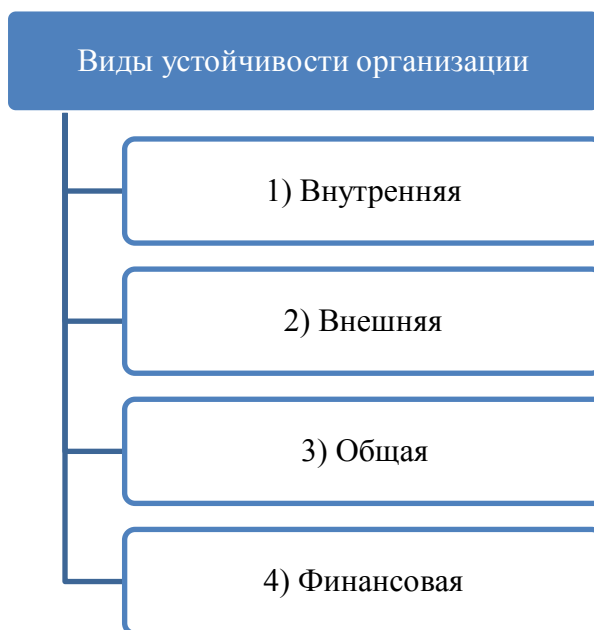 Виды устойчивости организации
1) Внутренняя
2) Внешняя
3) Общая
4) Финансовая